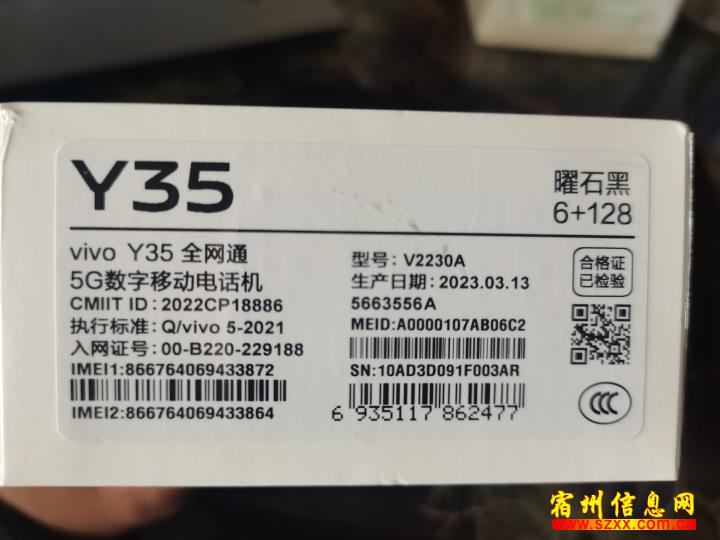 Y35
曜石黑
6+128
vivo Y35 全网通
5G数字移动电话机
CMIIT ID: 2022CP18886
执行标准: Q/vivo 5-2021
入网证号: 00-B220-229188
IMEI1:866764069433872
IMEI2:866764069433864
型号: V2230A
生产日期: 2023.03.13
5663556A
MEID:A0000107AB06C2
SN:10AD3D091F003AR
6 935117 862477
合格证
已检验
CCC
宿州信息网
www.szxx.com.cn